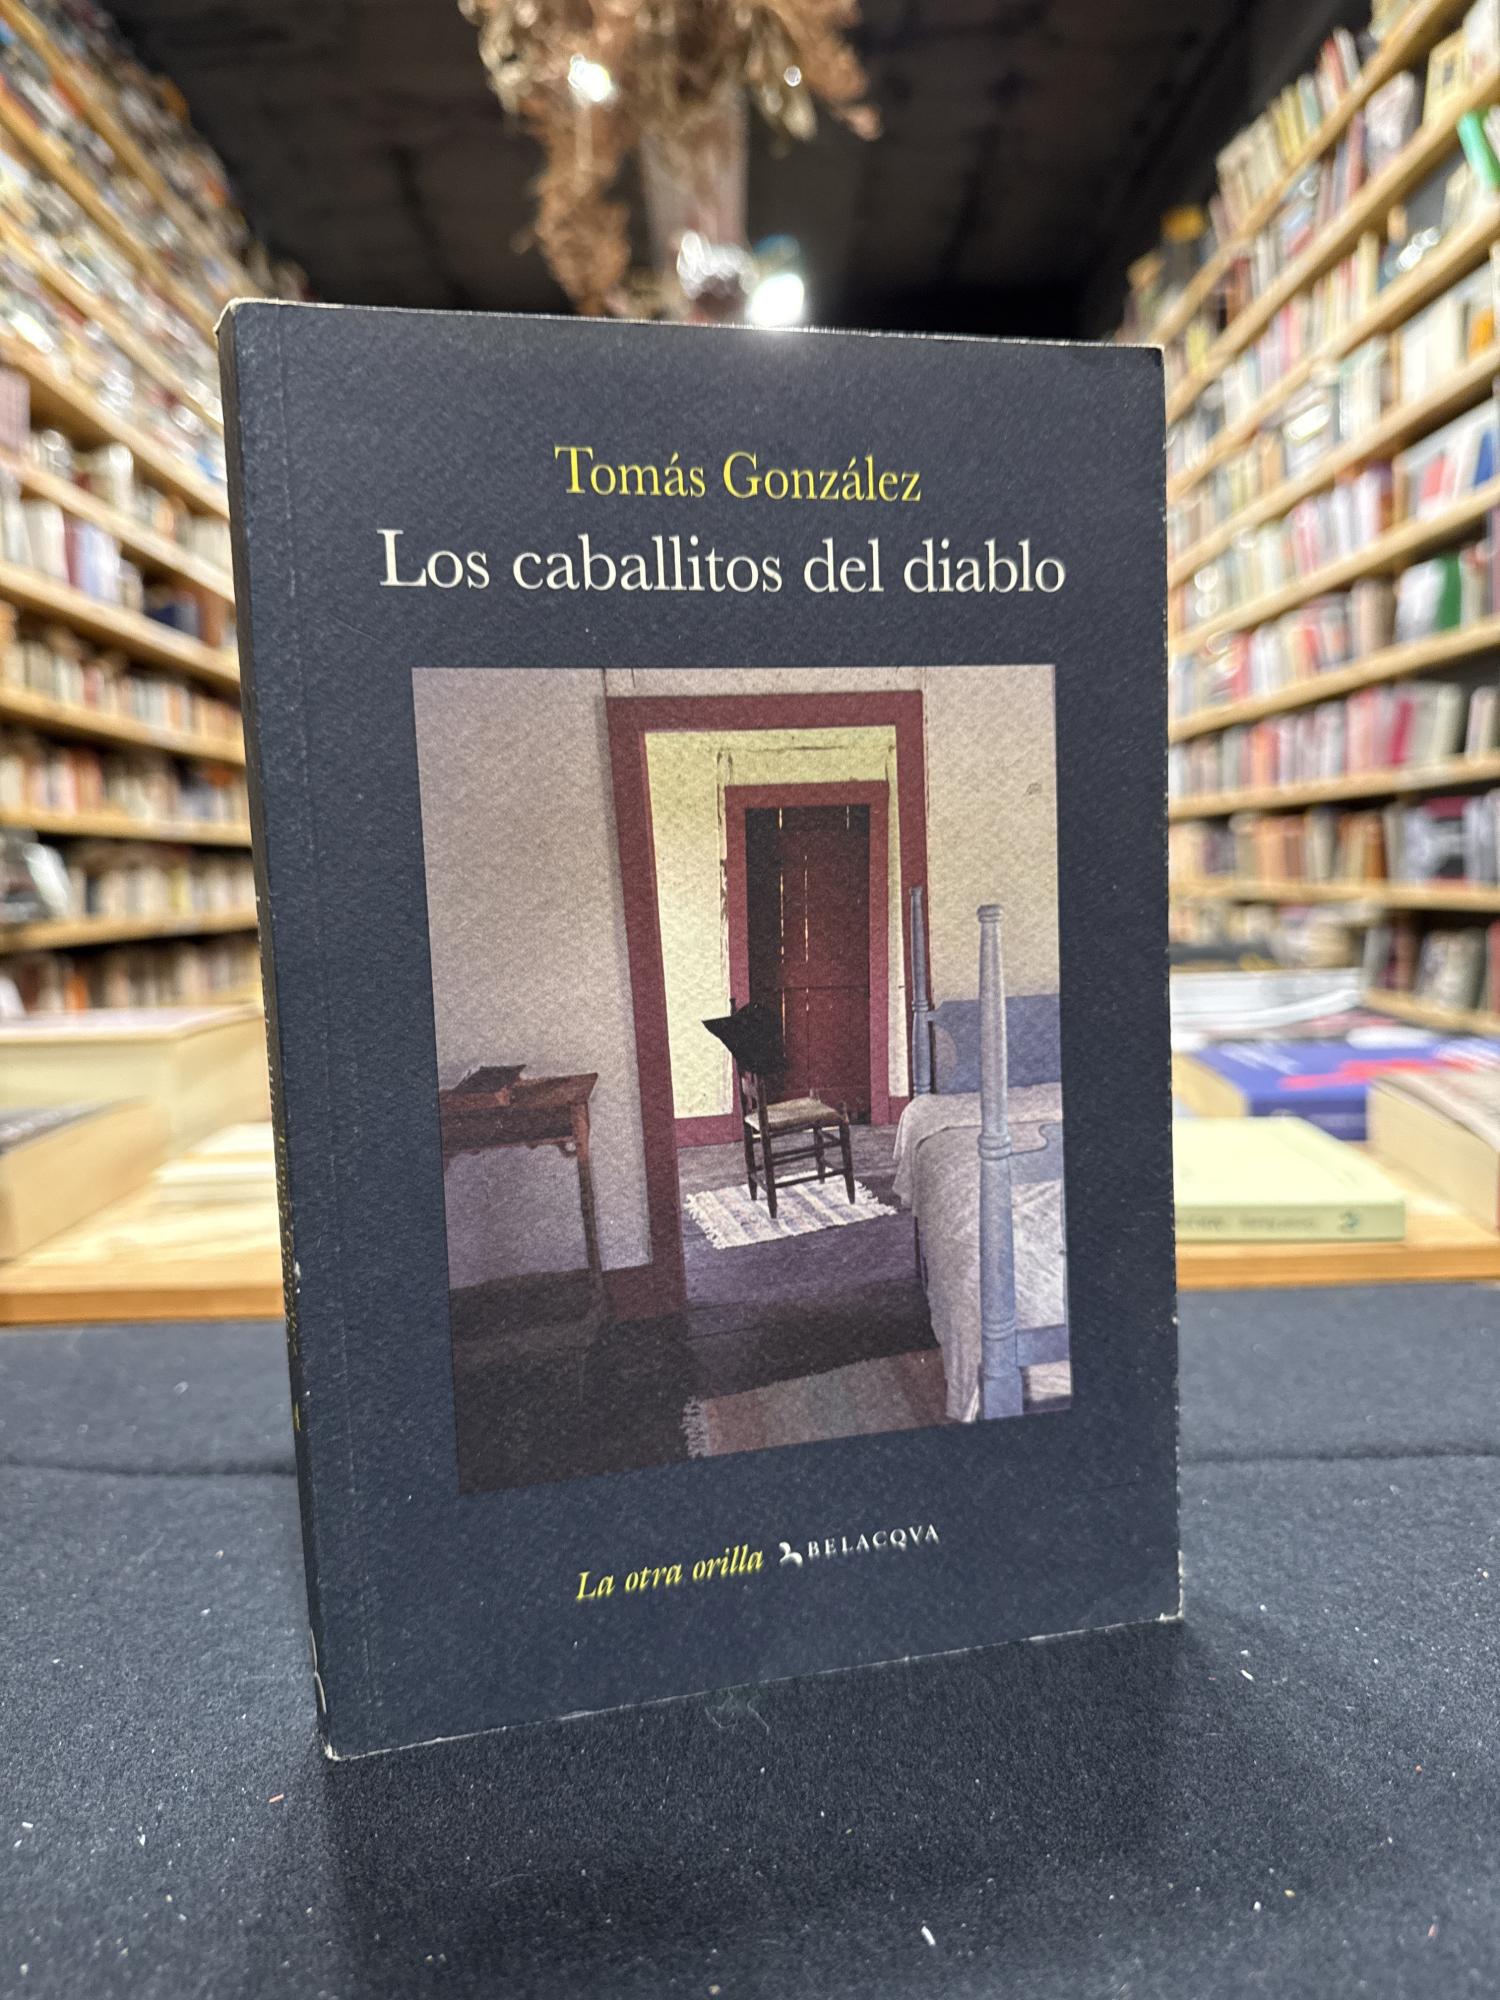 Tomás González
Los caballitos del diablo
La otra orilla BELACQVA